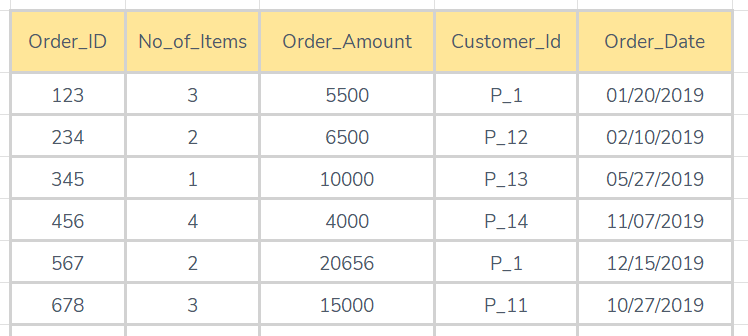 Order_ID No_of_Items Order_Amount Customer_Id Order_Date
123 3 5500 P_1 01/20/2019
234 2 6500 P_12 02/10/2019
345 1 10000 P_13 05/27/2019
456 4 4000 P_14 11/07/2019
567 2 20656 P_1 12/15/2019
678 3 15000 P_11 10/27/2019